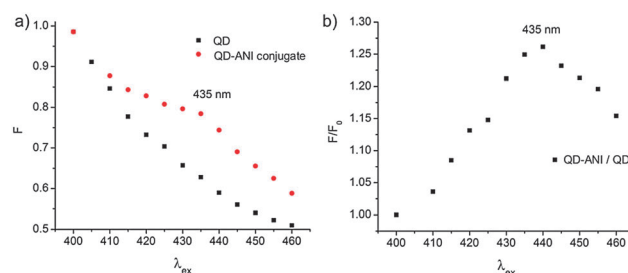 a)
QD
QD-ANI conjugate
435 nm
F
1.0
0.9
0.8
0.7
0.6
0.5
400 410 420 430 440 450 460
λex
b)
435 nm
F/F0
1.30
1.25
1.20
1.15
1.10
1.05
1.00
QD-ANI / QD
400 410 420 430 440 450 460
λex